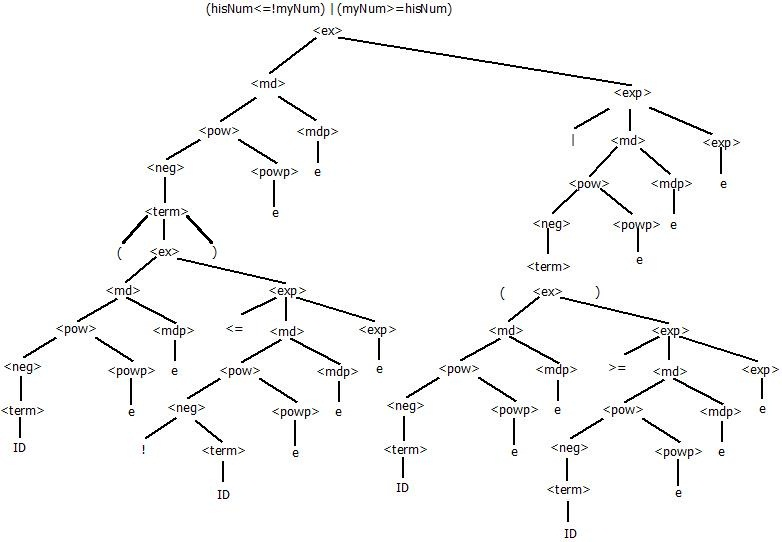 (hisNum<=!myNum) | (myNum>=hisNum)
<ex>
<md> <exp>
<pow> <mdp> | <md> <exp>
<neg> <powp> e <pow> <mdp> e
<term> e <neg> <powp> e
( <ex> ) <term> e
<md> <exp> ( <ex> )
<pow> <mdp> <= <md> <exp> <md> <exp>
<neg> <powp> e <pow> <mdp> e <pow> <mdp> >= <md> <exp>
<term> e <neg> <powp> e <neg> <powp> e <pow> <mdp> e
ID ! <term> e <term> e <neg> <powp> e
ID ID <term> e
ID